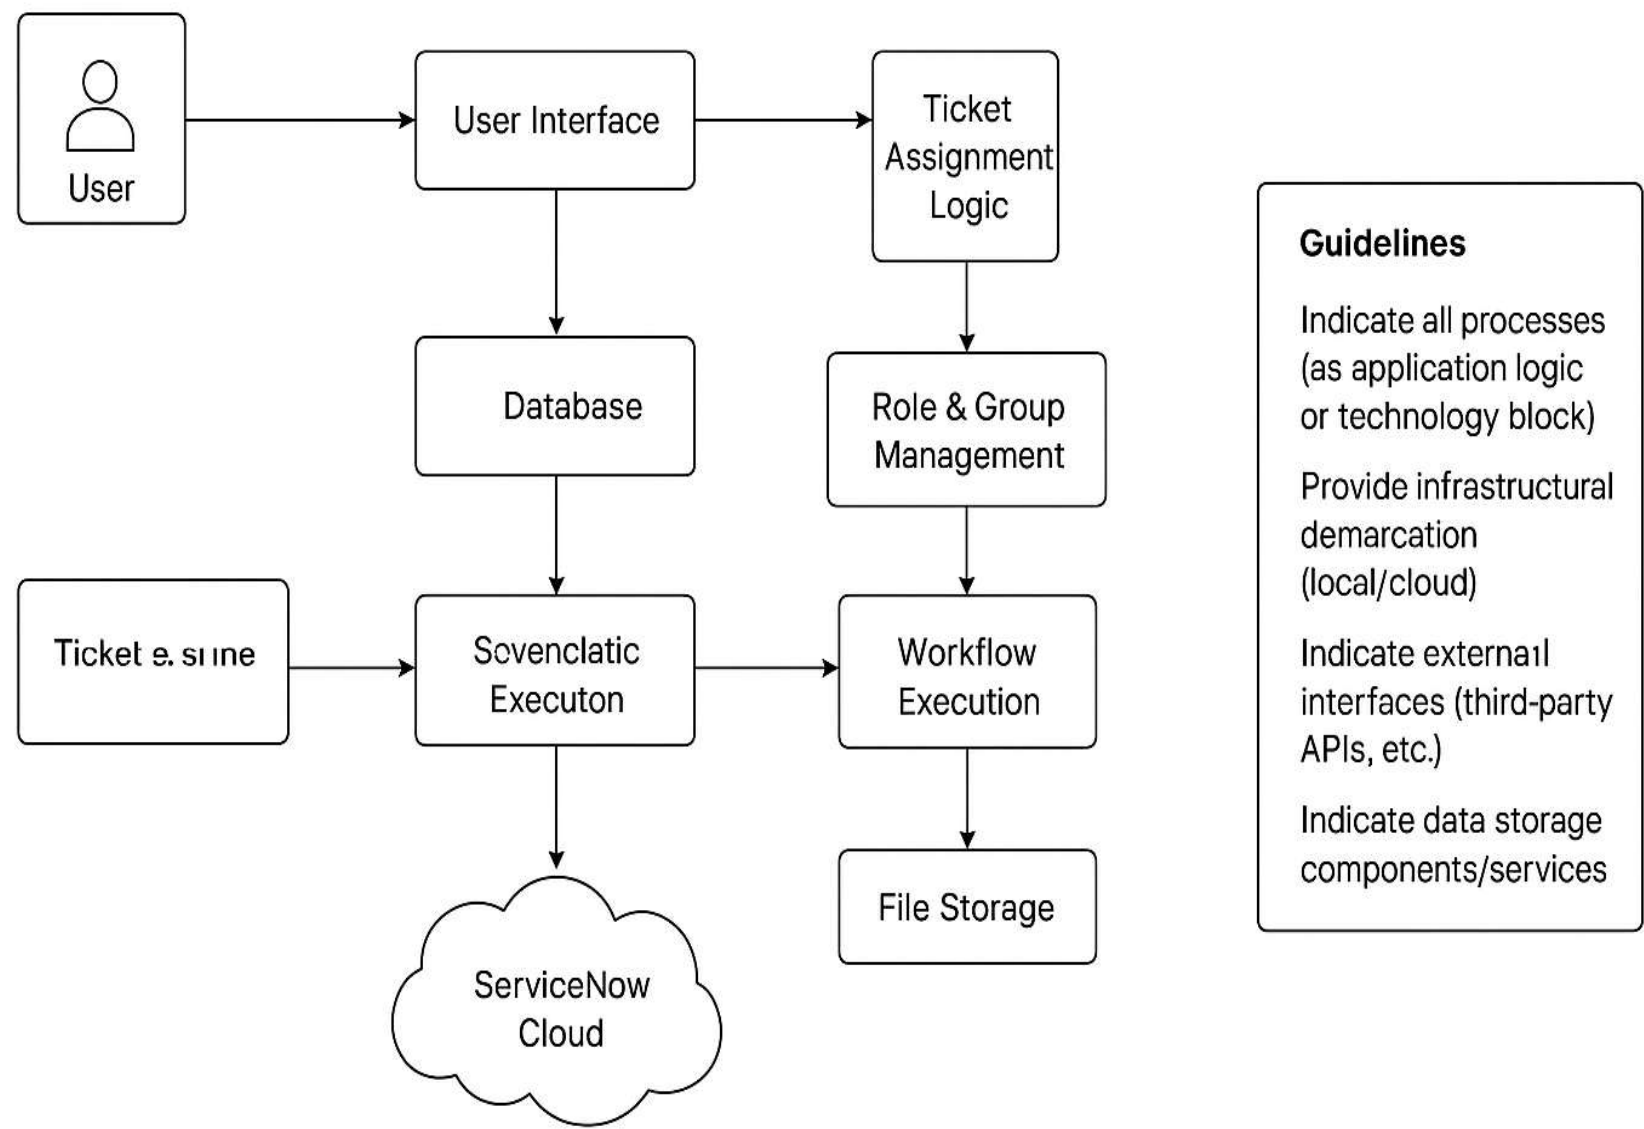 User
User Interface
Ticket
Assignment
Logic
Database
Role & Group
Management
Ticket
Sovenclatic
Executon
Workflow
Execution
File Storage
ServiceNow
Cloud
Guidelines
Indicate all processes
(as application logic
or technology block)
Provide infrastructural
demarcation
(local/cloud)
Indicate external
interfaces (third-party
APIs, etc.)
Indicate data storage
components/services